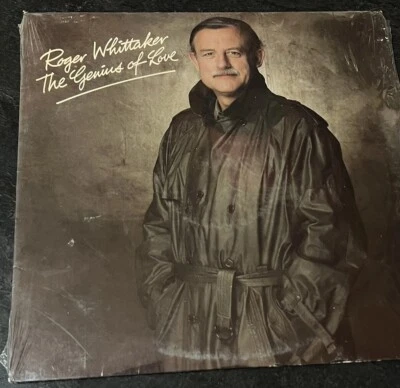 Roger Whittaker
The Genius of Love